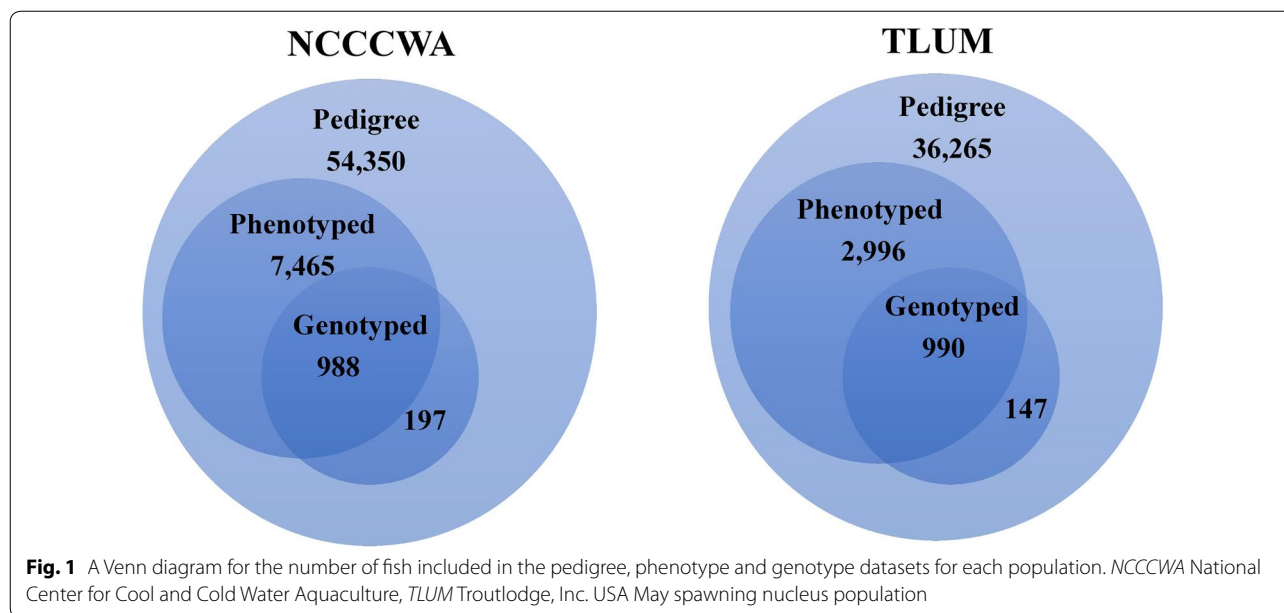 NCCCWA
Pedigree
54,350
Phenotyped
7,465
Genotyped
988
197
TLUM
Pedigree
36,265
Phenotyped
2,996
Genotyped
990
147
Fig. 1 A Venn diagram for the number of fish included in the pedigree, phenotype and genotype datasets for each population. NCCCWA National
Center for Cool and Cold Water Aquaculture, TLUM Troutlodge, Inc. USA May spawning nucleus population